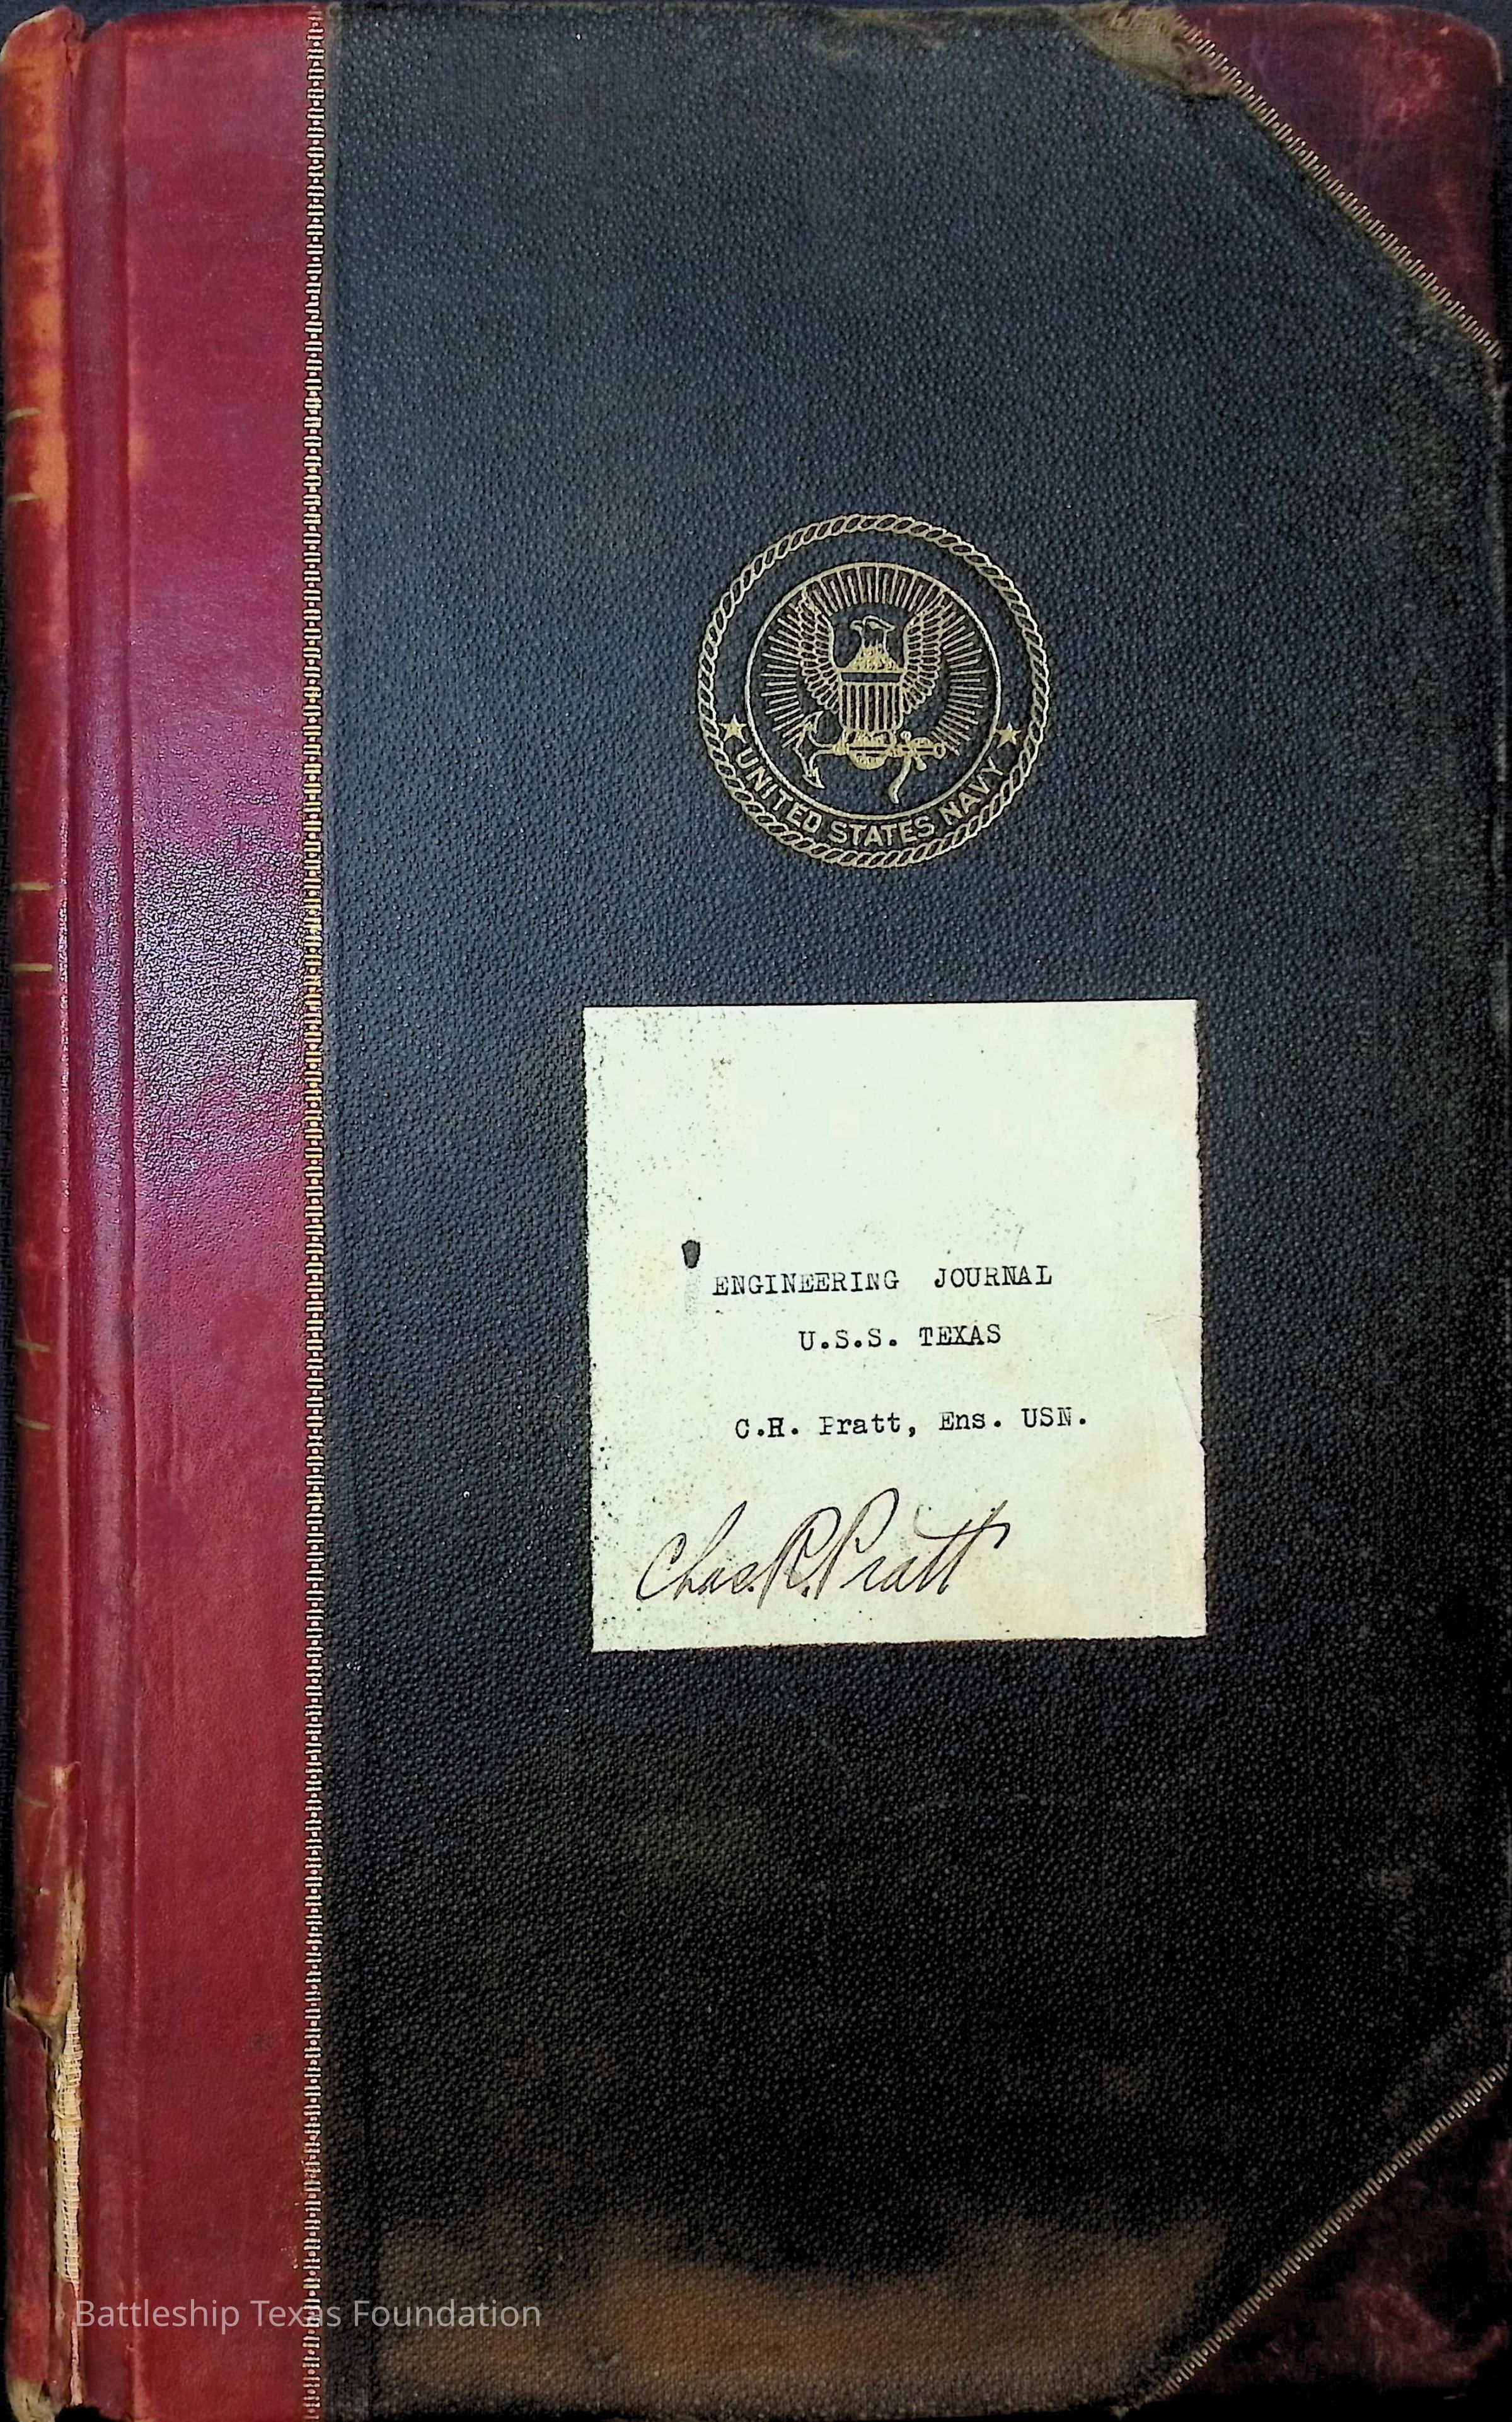 UNITED STATES NAVY
ENGINEERING JOURNAL
U.S.S. TEXAS
C.H. Pratt, Ens. USN.
Chas. R. Pratt
Battleship Texas Foundation